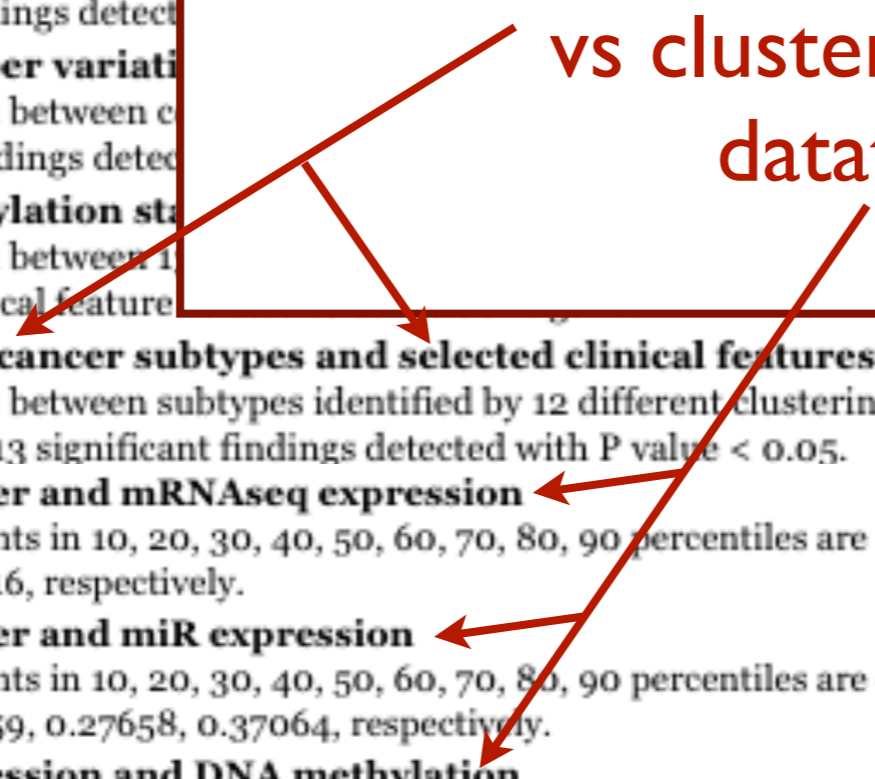 ings detect
vs cluster
er variati
between c
data
dings detec
ylation sta
between 1
cal feature
cancer subtypes and selected clinical features
between subtypes identified by 12 different clusterin
13 significant findings detected with P value < 0.05.
er and mRNAseq expression
nts in 10, 20, 30, 40, 50, 60, 70, 80, 90 percentiles are
16, respectively.
er and miR expression
nts in 10, 20, 30, 40, 50, 60, 70, 80, 90 percentiles are
59, 0.27658, 0.37064, respectively.
ession and DNA methylation